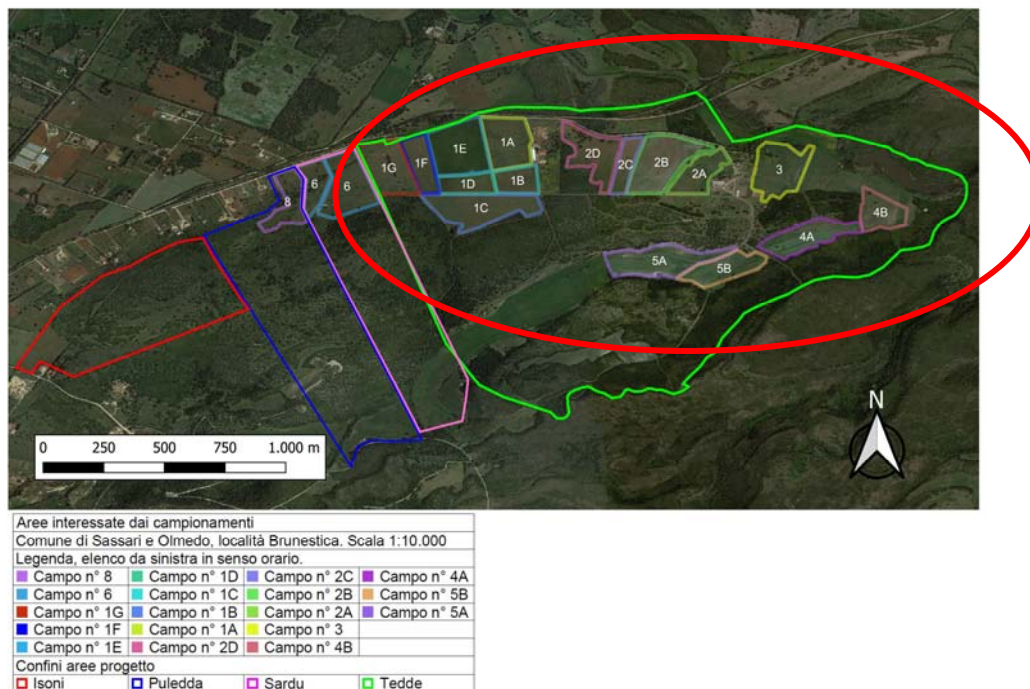 1A
1E
1F
1G
2D
2C
2B
2A
3
6
6
1D
1B
8
1C
4B
4A
5A
5B
N
0 250 500 750 1.000 m
Aree interessate dai campionamenti
Comune di Sassari e Olmedo, località Brunestica. Scala 1:10.000
Legenda, elenco da sinistra in senso orario.
Campo n° 8 Campo n° 1D Campo n° 2C Campo n° 4A
Campo n° 6 Campo n° 1C Campo n° 2B Campo n° 5B
Campo n° 1G Campo n° 1B Campo n° 2A Campo n° 5A
Campo n° 1F Campo n° 1A Campo n° 3
Campo n° 1E Campo n° 2D Campo n° 4B
Confini aree progetto
Isoni Puledda Sardu Tedde